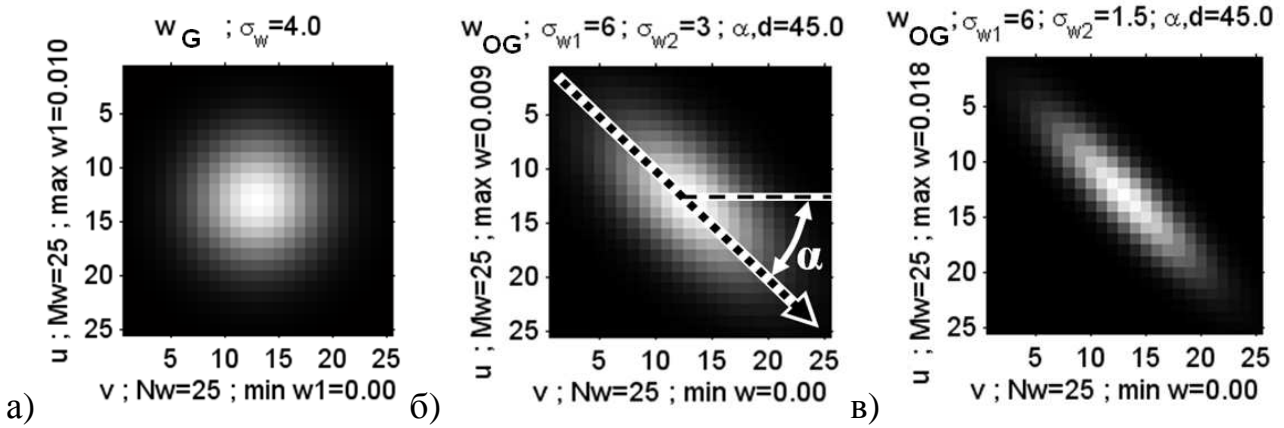 w_G ; σ_w=4.0
5
10
15
20
25
u ; Mw=25 ; max w1=0.010
5 10 15 20 25
v ; Nw=25 ; min w1=0.00
а)
w_OG; σ_w1=6; σ_w2=3; α,d=45.0
5
10
15
20
25
u ; Mw=25 ; max w=0.009
α
5 10 15 20 25
v ; Nw=25 ; min w=0.00
б)
w_OG; σ_w1=6; σ_w2=1.5; α,d=45.0
5
10
15
20
25
u ; Mw=25 ; max w=0.018
5 10 15 20 25
v ; Nw=25 ; min w=0.00
в)